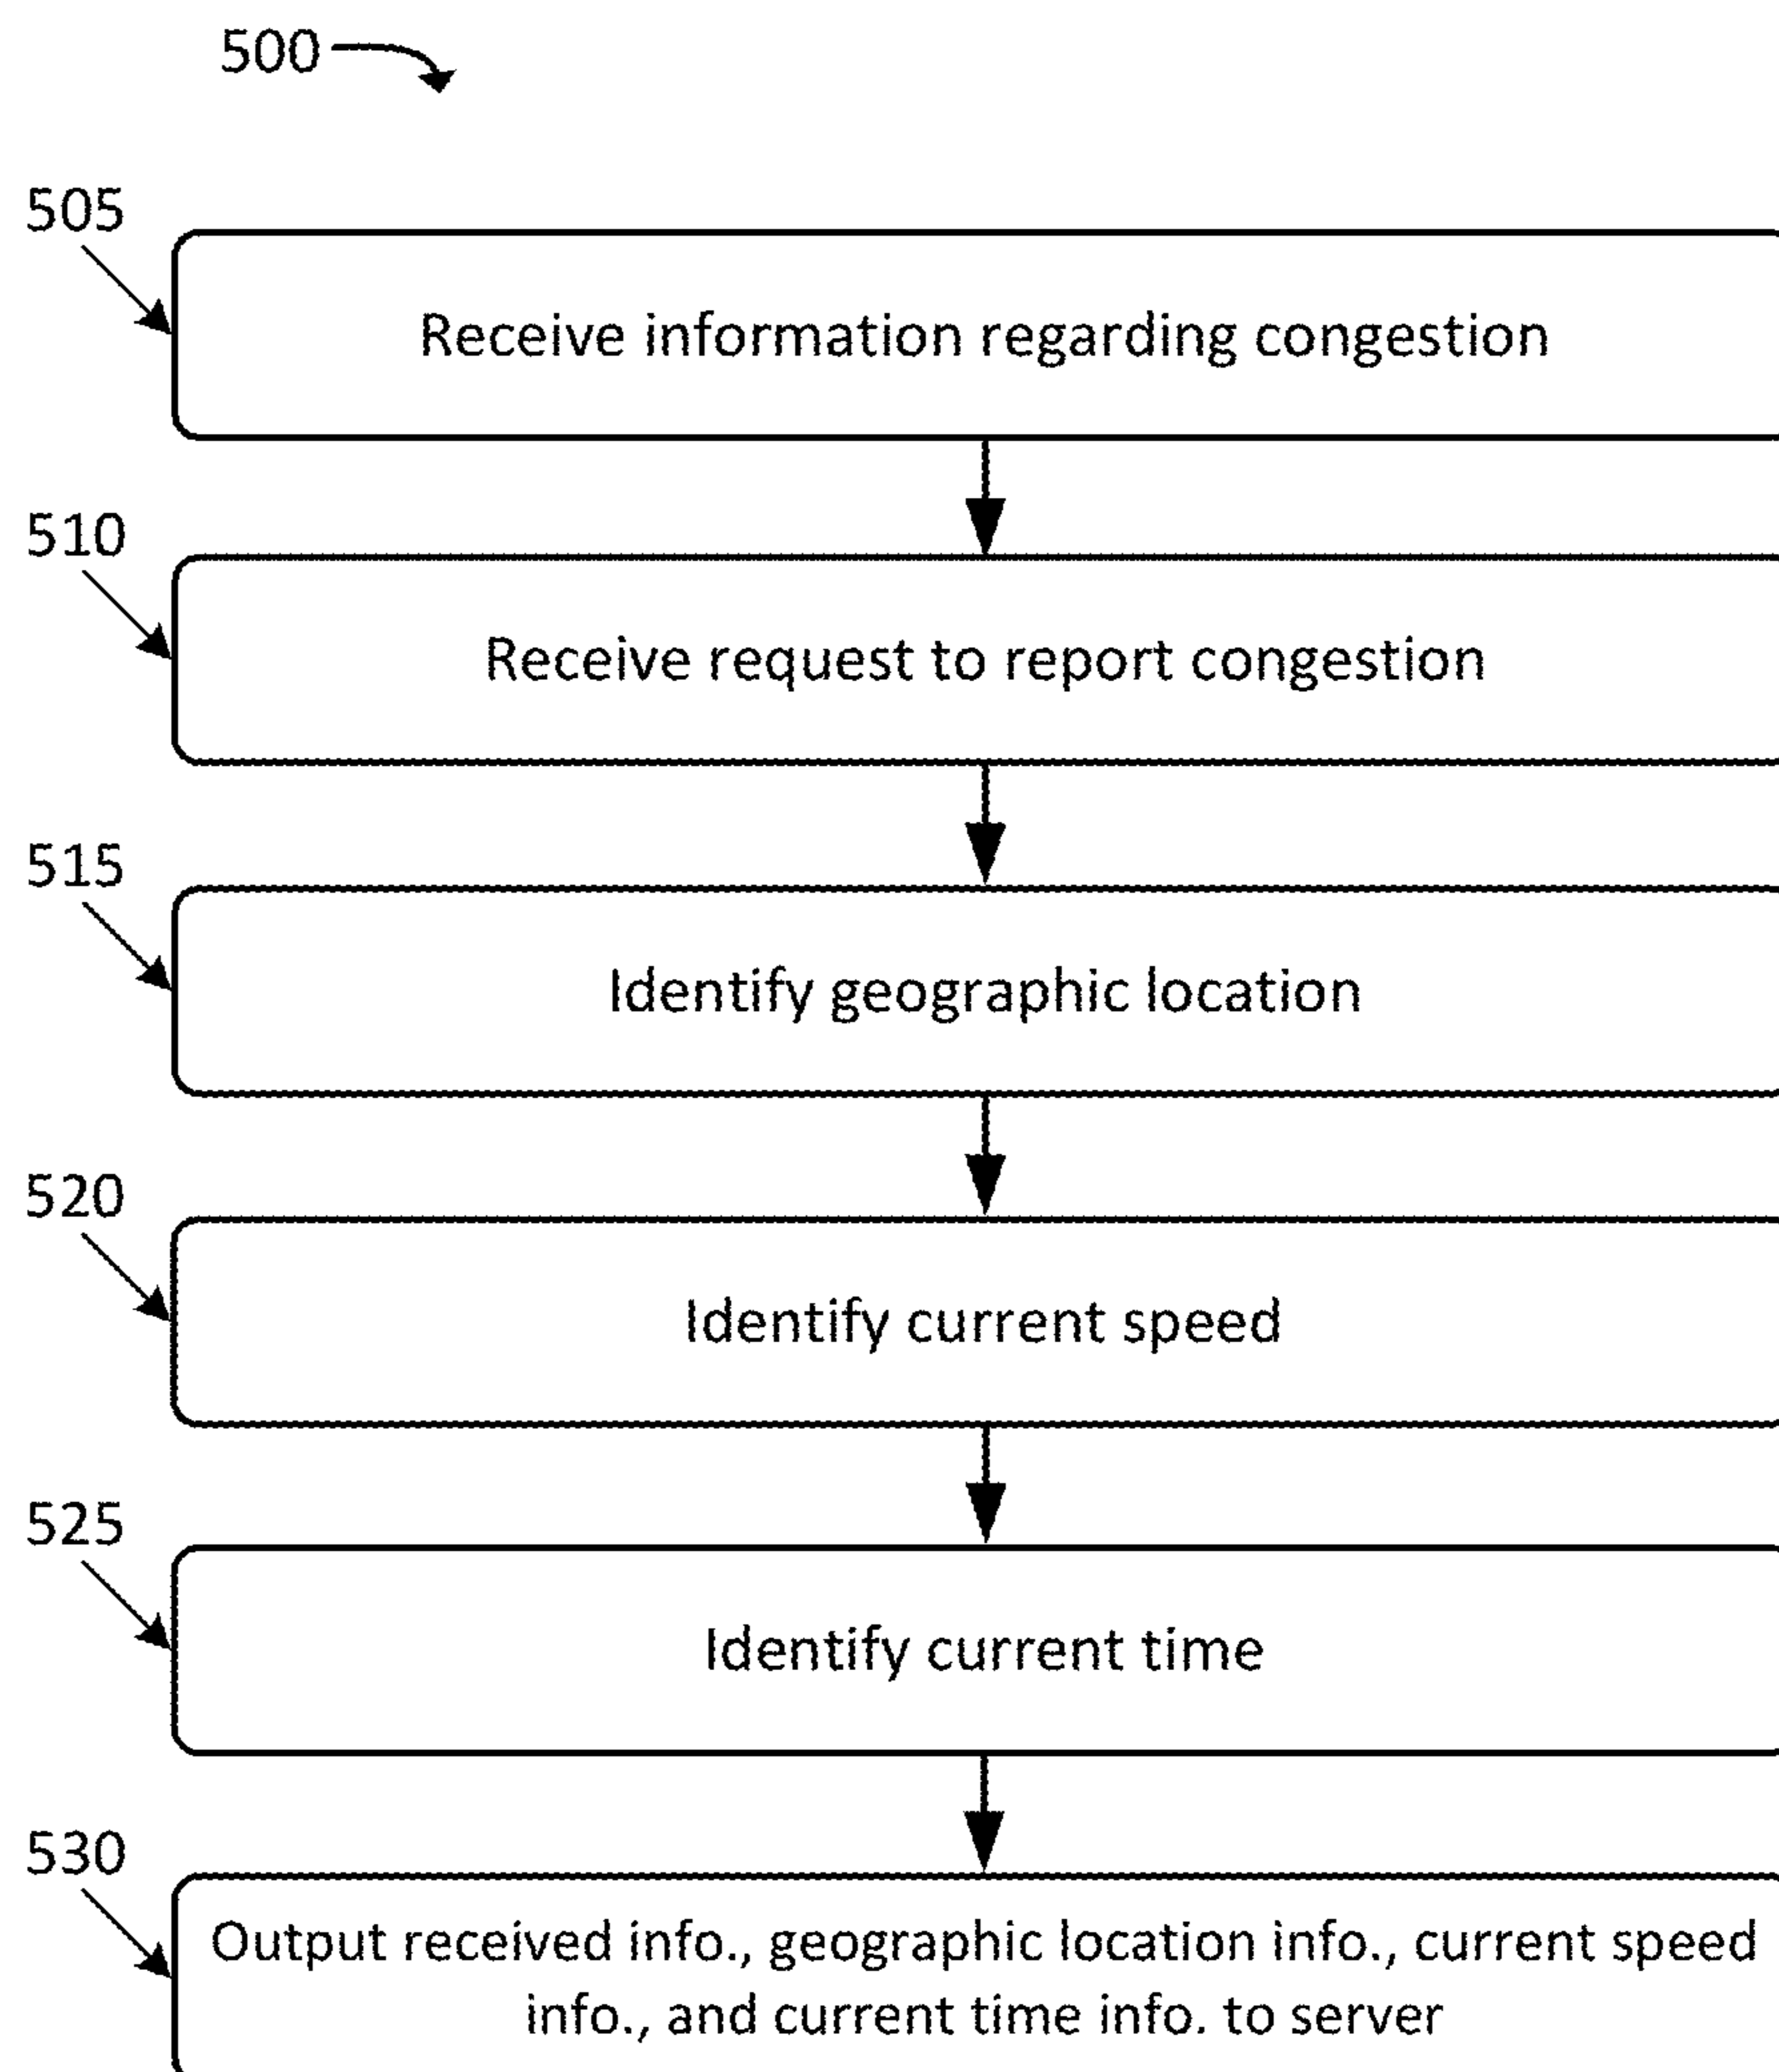 500
505
Receive information regarding congestion
510
Receive request to report congestion
515
Identify geographic location
520
Identify current speed
525
Identify current time
530
Output received info., geographic location info., current speed
info., and current time info. to server